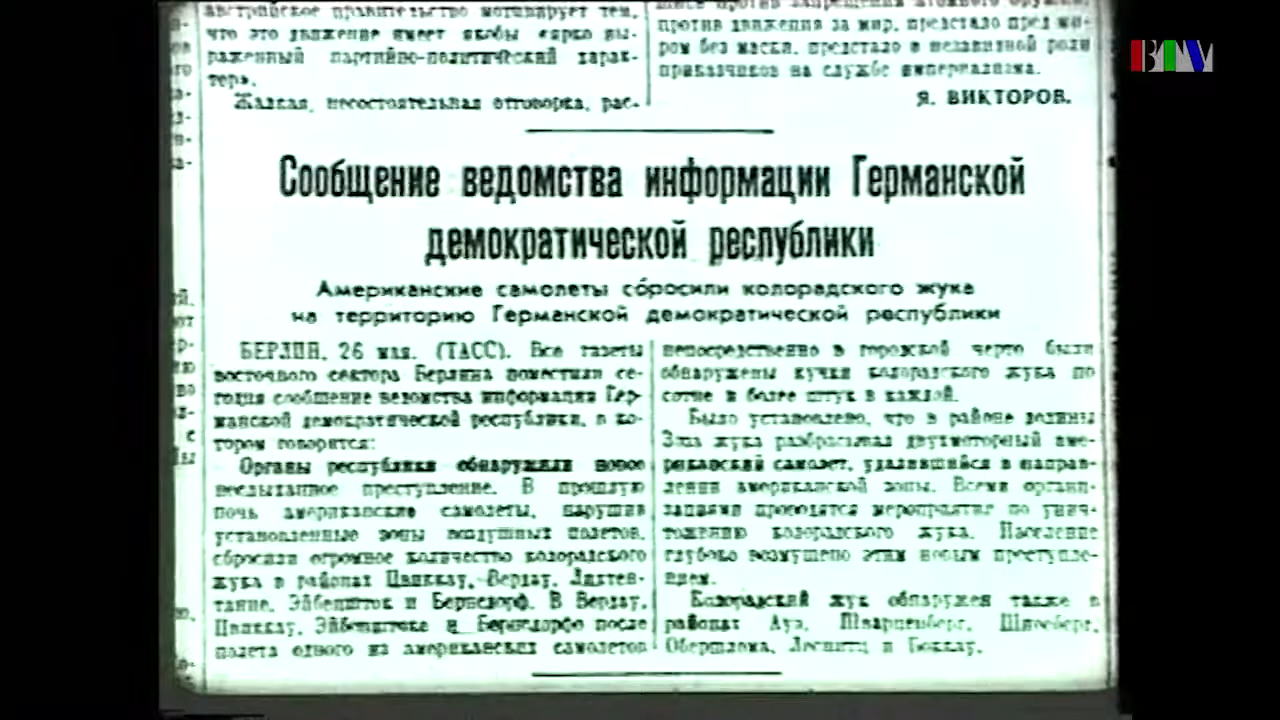 австрийское правительство мотивирует тем,
что это движение имеет якобы «ярко вы-
раженный партийно-политический харак-
тер».
Жалкая, несостоятельная отговорка, рас-
против движения за мир, предстало пред ми-
ром без маски, предстало в незавидной роли
приказчиков на службе империализма.
Я. ВИКТОРОВ.
BTV
Сообщение ведомства информации Германской
демократической республики
Американские самолеты сбросили колорадского жука
на территорию Германской демократической республики
БЕРЛИН, 26 мая. (ТАСС). Все газеты
восточного сектора Берлина поместили се-
годня сообщение ведомства информации Гер-
манской демократической республики, в ко-
тором говорится:
Органы республики обнаружили новое
неслыханное преступление. В прошлую
ночь американские самолеты, нарушив
установленные зоны воздушных полетов,
сбросили огромное количество колорадского
жука в районах Цвиккау, Вердау, Лихтен-
танне, Эйбеншток и Бернсдорф. В Вердау,
Цвиккау, Эйбенштоке и Бернсдорфе после
полета одного из американских самолетов
непосредственно в городской черте были
обнаружены кучки колорадского жука по
сотне и более штук в каждой.
Было установлено, что в районе долины
жука разбрасывал двухмоторный аме-
риканский самолет, удалившийся в направ-
лении американской зоны. Всеми органи-
зациями проводятся мероприятия по унич-
тожению колорадского жука. Население
глубоко возмущено этим новым преступле-
нием.
Колорадский жук обнаружен также в
районах Ауэ, Шварценберг, Шнееберг,
Обершлема, Лесниц и Боккау.